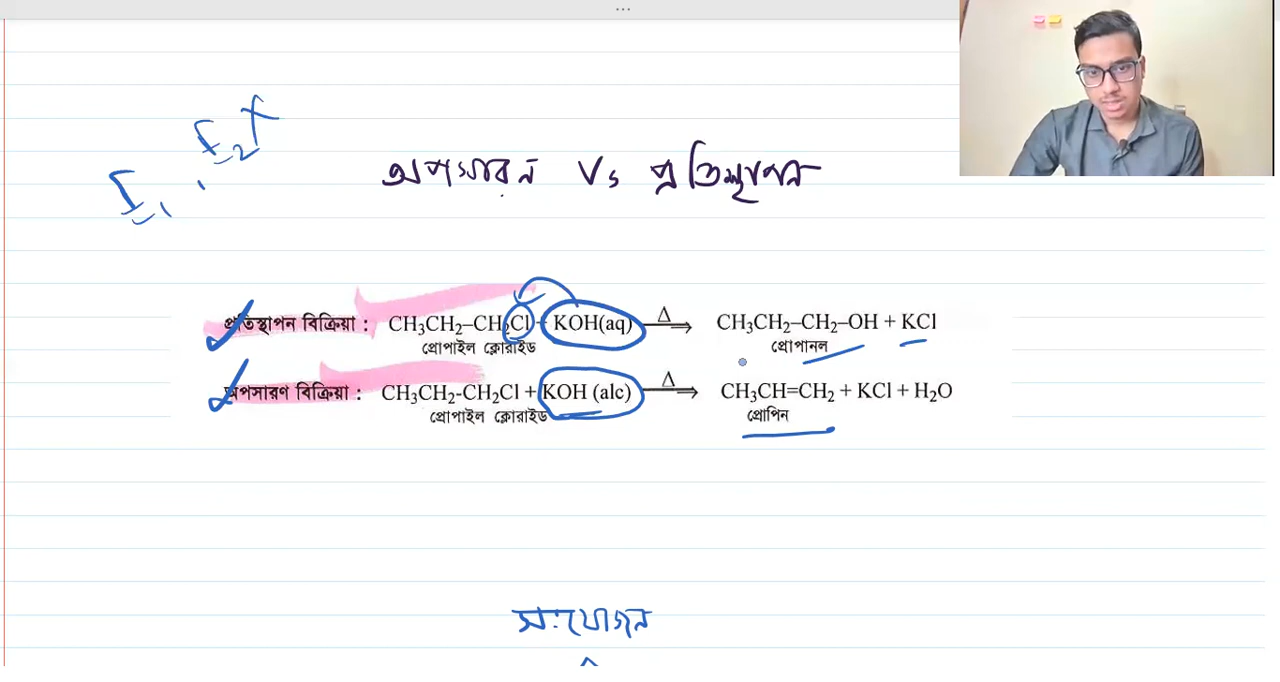 E₁, E₂
অপসারন Vs প্রতিস্থাপন
প্রতিস্থাপন বিক্রিয়া : CH₃CH₂–CH₂Cl + KOH(aq) Δ ⟹ CH₃CH₂–CH₂–OH + KCl
প্রোপাইল ক্লোরাইড প্রোপানল
অপসারণ বিক্রিয়া : CH₃CH₂-CH₂Cl + KOH (alc) Δ ⟹ CH₃CH=CH₂ + KCl + H₂O
প্রোপাইল ক্লোরাইড প্রোপিন
সংযোজন